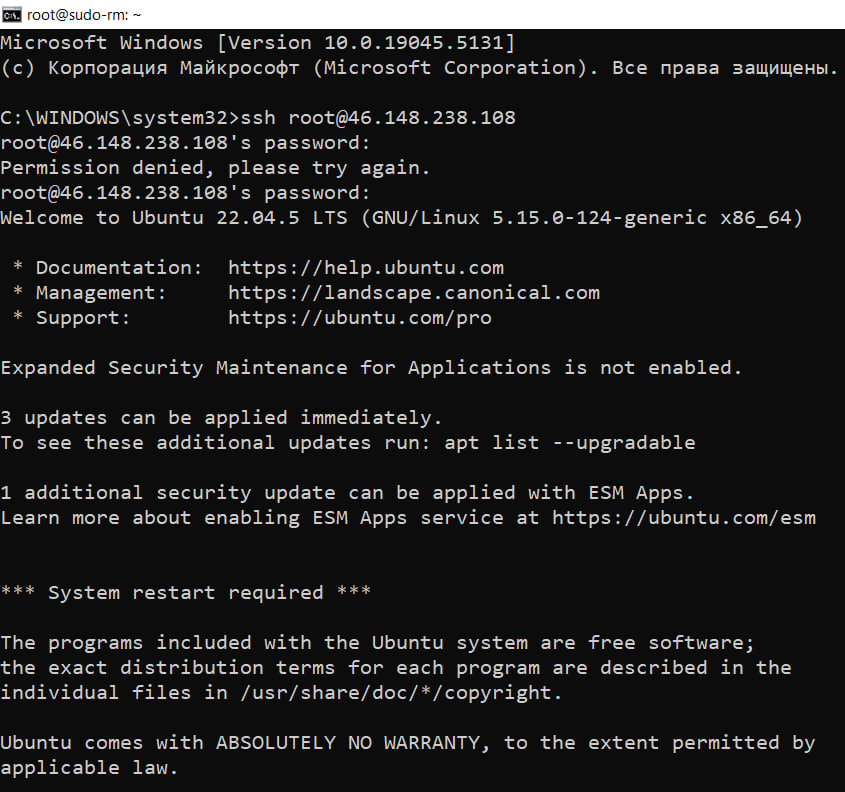 root@sudo-rm: ~
Microsoft Windows [Version 10.0.19045.5131]
(c) Корпорация Майкрософт (Microsoft Corporation). Все права защищены.
C:\WINDOWS\system32>ssh root@46.148.238.108
root@46.148.238.108's password:
Permission denied, please try again.
root@46.148.238.108's password:
Welcome to Ubuntu 22.04.5 LTS (GNU/Linux 5.15.0-124-generic x86_64)
* Documentation:  https://help.ubuntu.com
* Management:     https://landscape.canonical.com
* Support:        https://ubuntu.com/pro
Expanded Security Maintenance for Applications is not enabled.
3 updates can be applied immediately.
To see these additional updates run: apt list --upgradable
1 additional security update can be applied with ESM Apps.
Learn more about enabling ESM Apps service at https://ubuntu.com/esm
*** System restart required ***
The programs included with the Ubuntu system are free software;
the exact distribution terms for each program are described in the
individual files in /usr/share/doc/*/copyright.
Ubuntu comes with ABSOLUTELY NO WARRANTY, to the extent permitted by
applicable law.